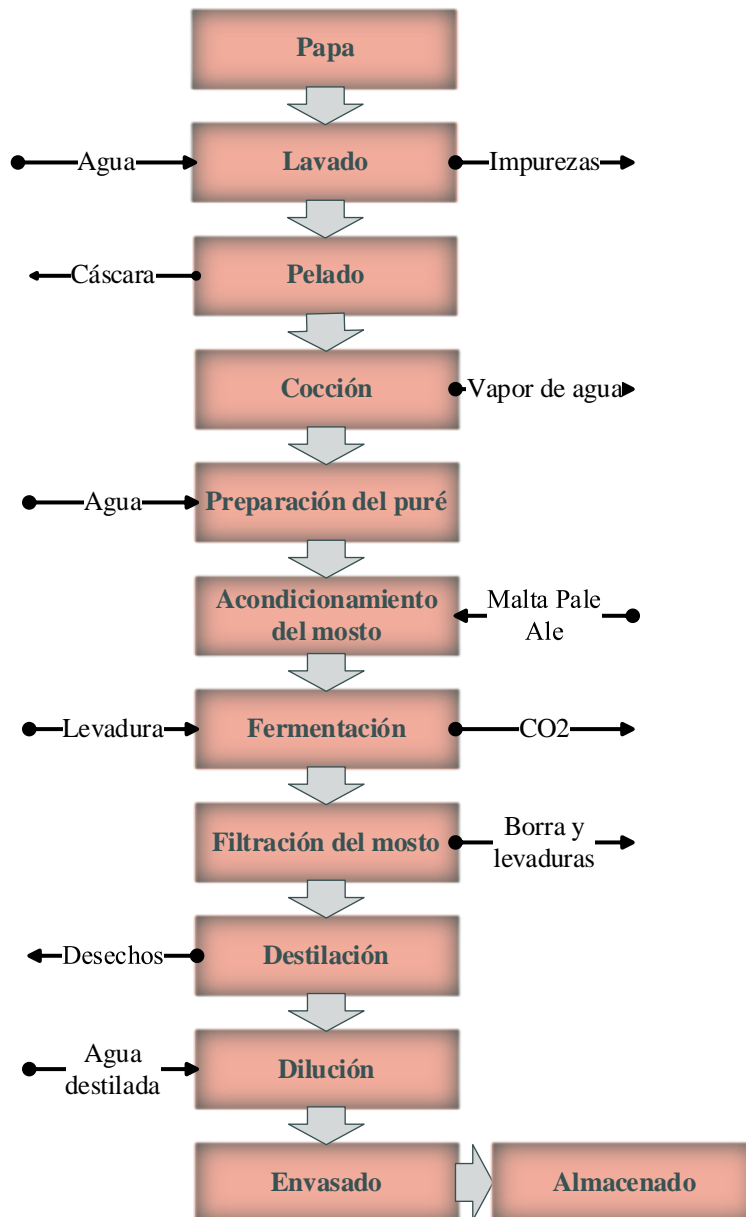 Papa
Agua
Lavado
Impurezas
Cáscara
Pelado
Cocción
Vapor de agua
Agua
Preparación del puré
Acondicionamiento
del mosto
Malta Pale
Ale
Levadura
Fermentación
CO2
Filtración del mosto
Borra y
levaduras
Desechos
Destilación
Agua
destilada
Dilución
Envasado
Almacenado